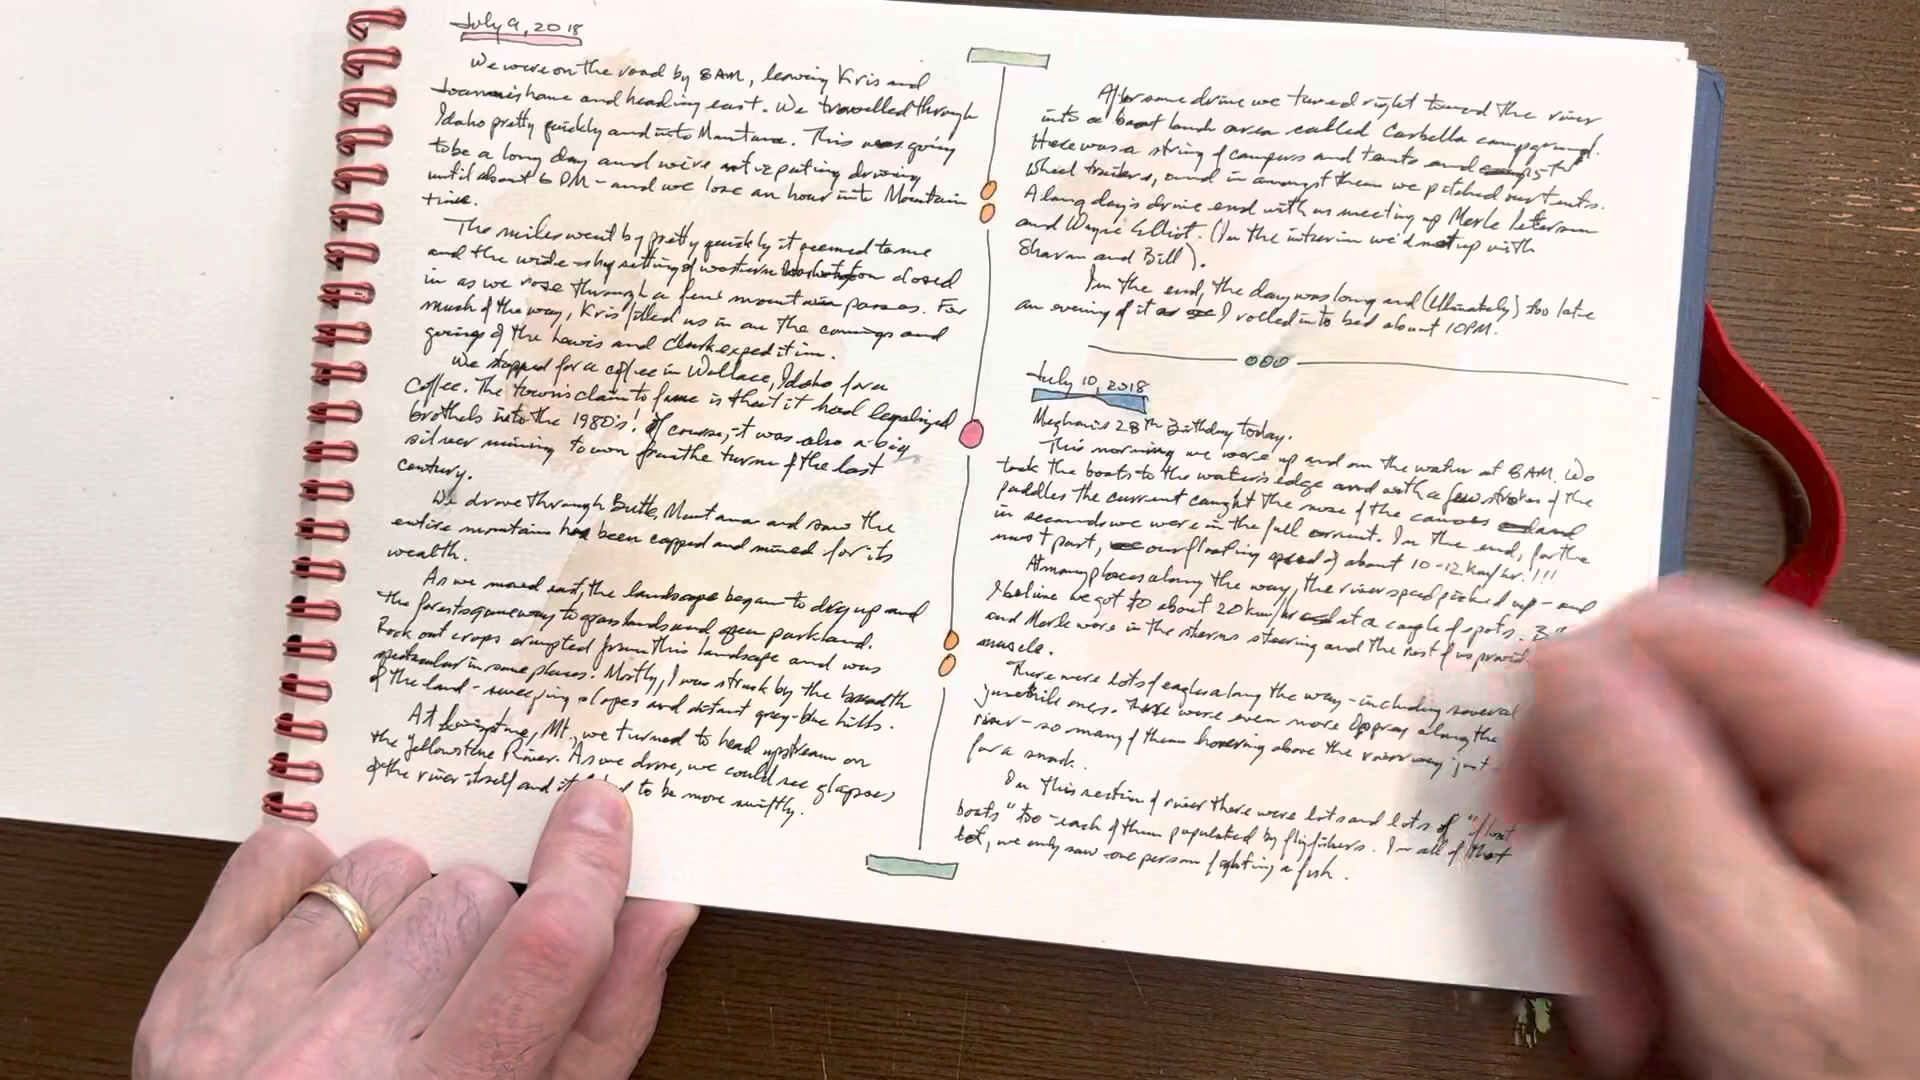 July 9, 2018
We were on the road by 8AM, leaving Kris and
home and heading east. We travelled through
Idaho pretty quickly and into Montana. This was going
to be a long day and we're anticipating driving
until about 6 PM - and we lose an hour into Mountain
time.
The miles went by pretty quickly it seemed to me
and the wide-sky setting of western Washington closed
in as we rose through a few mountain passes. For
much of the way, Kris filled us in on the comings and
goings of the Lewis and Clark expedition.
We stopped for a coffee in Wallace, Idaho for a
coffee. The town's claim to fame is that it had legalized
brothels into the 1980's! Of course, it was also a big
silver mining town from the turn of the last
century.
We drove through Butte, Montana and saw the
entire mountain has been capped and mined for its
wealth.
As we moved east, the landscape began to dry up and
the forests gave way to grasslands and open parkland.
Rock out crops erupted from this landscape and was
spectacular in some places. Mostly, I was struck by the breadth
of the land - sweeping slopes and distant grey-blue hills.
At Livingstone, Mt., we turned to head upstream on
the Yellowstone River. As we drove, we could see glapses
of the river itself and it to be more swiftly.
After some drive we turned right toward the river
into a boat launch area called Carbella campground.
Here was a string of campers and tents and 5th
wheel trailers, and in amongst them we pitched our tents.
A long day's drive end with us meeting up Merle Peterson
and Wayne Elliot. (In the interim we'd met up with
Sharon and Bill).
In the end, the day was long and (Ultimately) too late
an evening of it as I rolled into bed about 10PM.
July 10, 2018
Meghan's 28th Birthday today.
This morning we were up and on the water at 8AM. We
took the boats to the water's edge and with a few strokes of the
paddles the current caught the nose of the canoes and
in seconds we were in the full current. In the end, for the
most part, our floating speed of about 10-12 km/hr.!!!
At many places along the way, the river speed picked up - and
I believe we got to about 20 km/hr at a couple of spots.
and Merle were in the sterns steering and the rest of us provid
muscle.
There were lots of eagles along the way - including several
juvenile ones. There were even more Osprey along the
river - so many of them hovering above the riverway just
for a snack.
On this section of river there were lots and lots of "float
boats" too - each of them populated by fly fishers. In all of that
lot, we only saw one person fighting a fish.